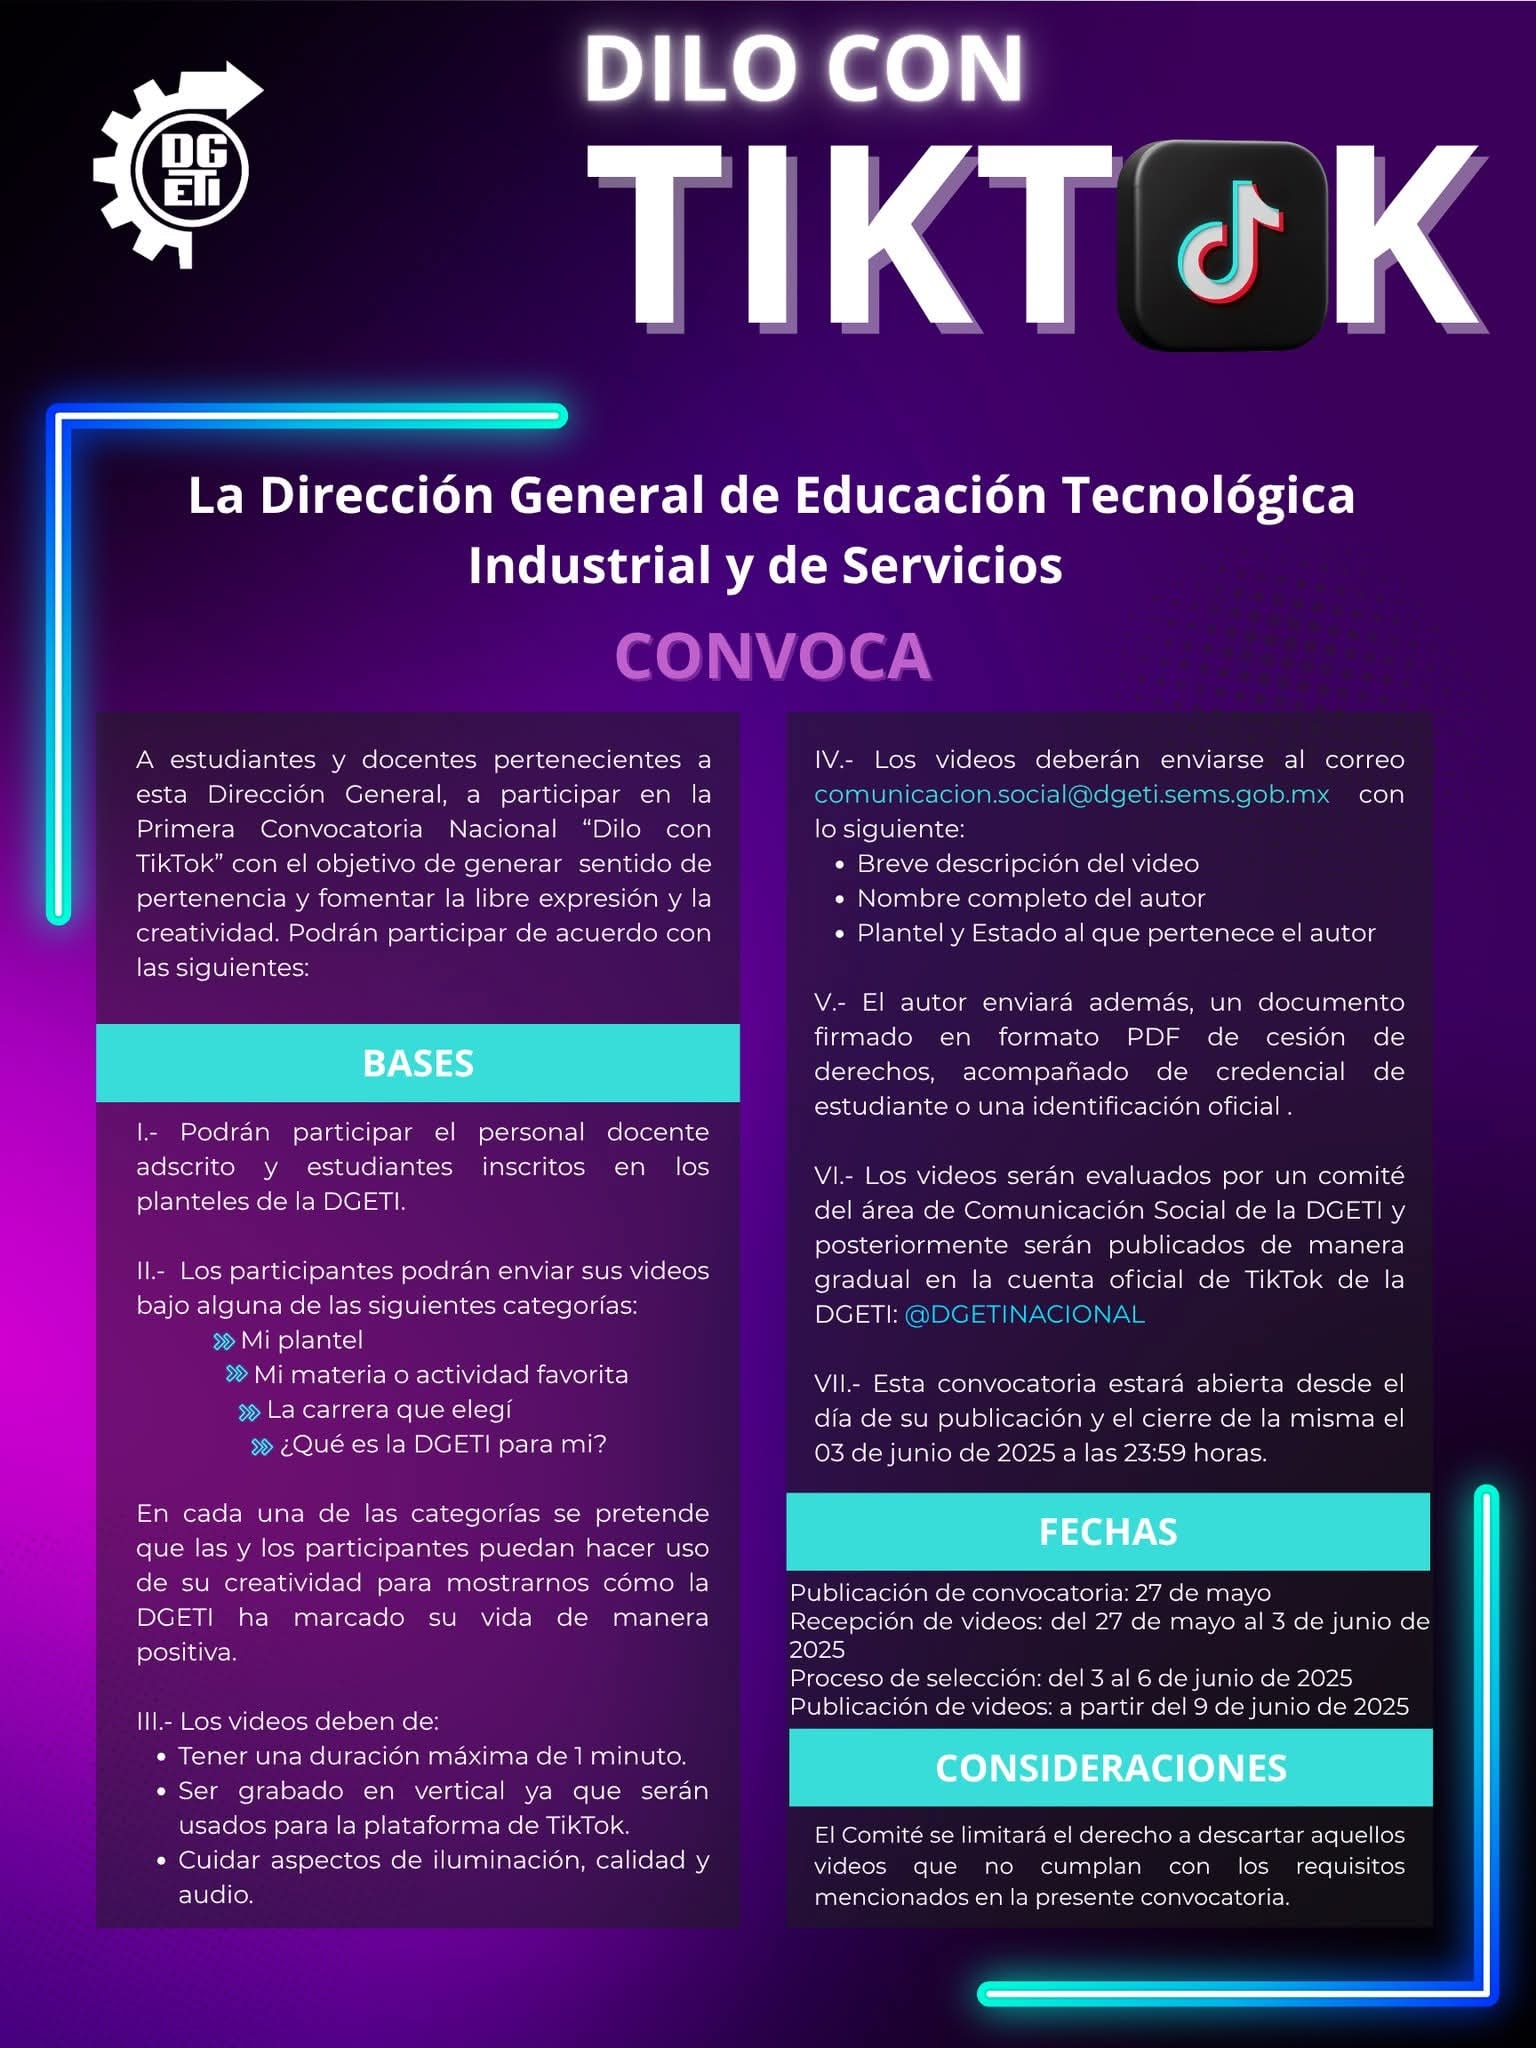 DG
ETI
DILO CON
TIKTOK
La Dirección General de Educación Tecnológica
Industrial y de Servicios
CONVOCA
A estudiantes y docentes pertenecientes a
esta Dirección General, a participar en la
Primera Convocatoria Nacional “Dilo con
TikTok” con el objetivo de generar sentido de
pertenencia y fomentar la libre expresión y la
creatividad. Podrán participar de acuerdo con
las siguientes:
BASES
I.- Podrán participar el personal docente
adscrito y estudiantes inscritos en los
planteles de la DGETI.
II.- Los participantes podrán enviar sus videos
bajo alguna de las siguientes categorías:
Mi plantel
Mi materia o actividad favorita
La carrera que elegí
¿Qué es la DGETI para mi?
En cada una de las categorías se pretende
que las y los participantes puedan hacer uso
de su creatividad para mostrarnos cómo la
DGETI ha marcado su vida de manera
positiva.
III.- Los videos deben de:
• Tener una duración máxima de 1 minuto.
• Ser grabado en vertical ya que serán
usados para la plataforma de TikTok.
• Cuidar aspectos de iluminación, calidad y
audio.
IV.- Los videos deberán enviarse al correo
comunicacion.social@dgeti.sems.gob.mx con
lo siguiente:
• Breve descripción del video
• Nombre completo del autor
• Plantel y Estado al que pertenece el autor
V.- El autor enviará además, un documento
firmado en formato PDF de cesión de
derechos, acompañado de credencial de
estudiante o una identificación oficial .
VI.- Los videos serán evaluados por un comité
del área de Comunicación Social de la DGETI y
posteriormente serán publicados de manera
gradual en la cuenta oficial de TikTok de la
DGETI: @DGETINACIONAL
VII.- Esta convocatoria estará abierta desde el
día de su publicación y el cierre de la misma el
03 de junio de 2025 a las 23:59 horas.
FECHAS
Publicación de convocatoria: 27 de mayo
Recepción de videos: del 27 de mayo al 3 de junio de
2025
Proceso de selección: del 3 al 6 de junio de 2025
Publicación de videos: a partir del 9 de junio de 2025
CONSIDERACIONES
El Comité se limitará el derecho a descartar aquellos
videos que no cumplan con los requisitos
mencionados en la presente convocatoria.